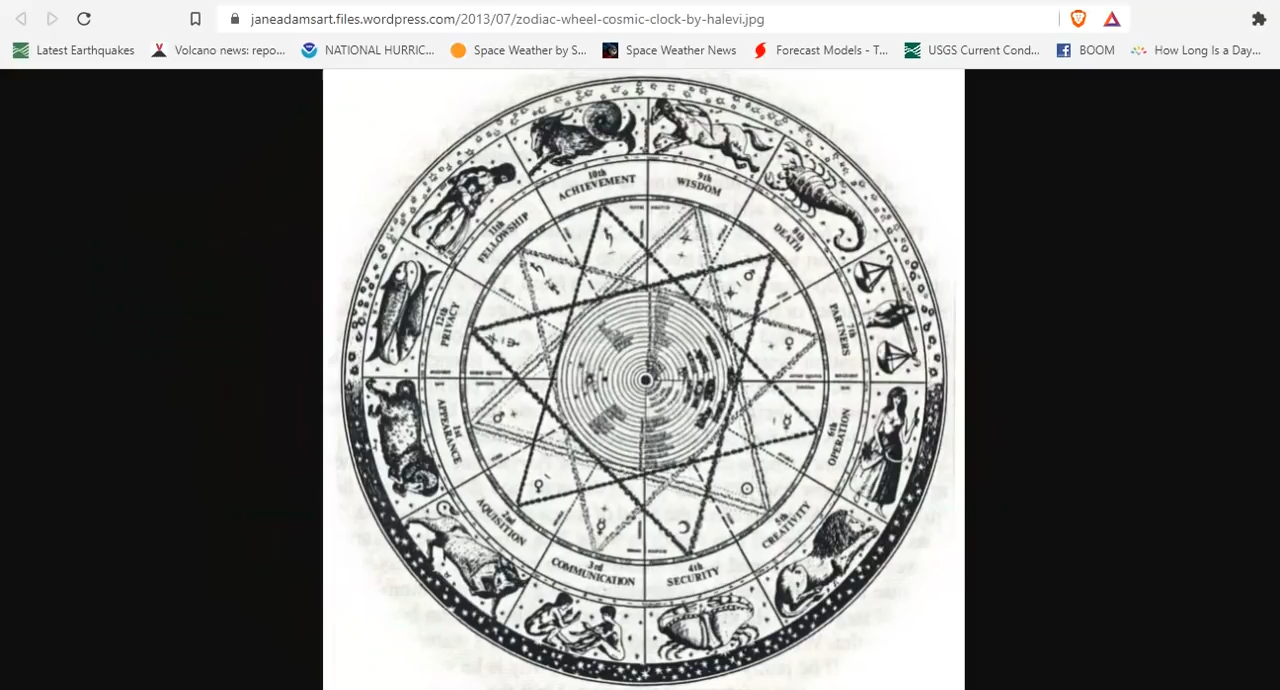 janeadamsart.files.wordpress.com/2013/07/zodiac-wheel-cosmic-clock-by-halevi.jpg
Latest Earthquakes
Volcano news: repo...
NATIONAL HURRIC...
Space Weather by S...
Space Weather News
Forecast Models - T...
USGS Current Cond...
BOOM
How Long Is a Day...
10th
ACHIEVEMENT
9th
WISDOM
11th
FELLOWSHIP
8th
DEATH
12th
PRIVACY
7th
PARTNERS
1st
APPEARANCE
6th
OPERATION
2nd
AQUISITION
5th
CREATIVITY
3rd
COMMUNICATION
4th
SECURITY